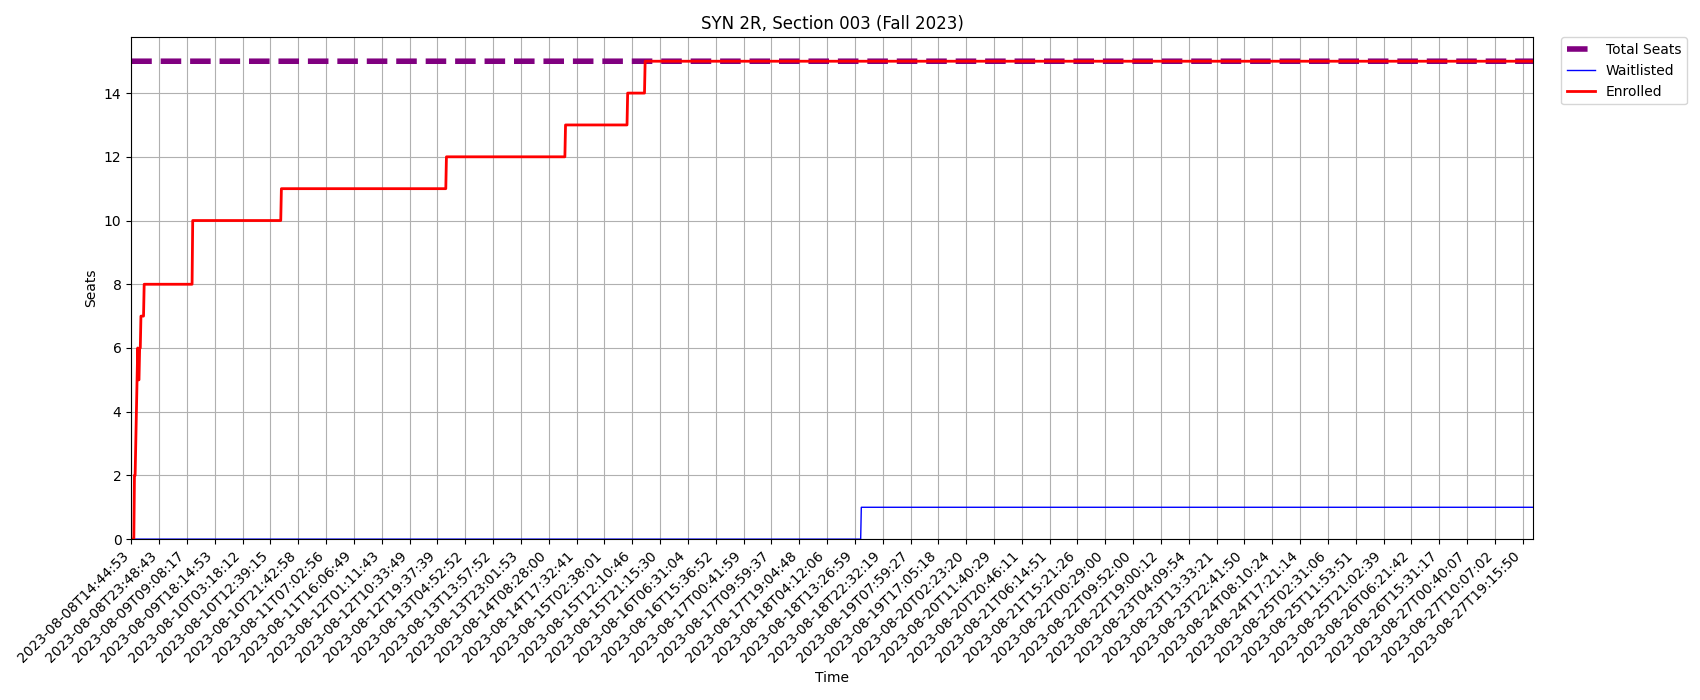 SYN 2R, Section 003 (Fall 2023)
Total Seats
Waitlisted
Enrolled
Seats
14
12
10
8
6
4
2
0
2023-08-08T14:44:53
2023-08-08T23:48:43
2023-08-09T09:08:17
2023-08-09T18:14:53
2023-08-10T03:18:12
2023-08-10T12:39:15
2023-08-10T21:42:58
2023-08-11T07:02:56
2023-08-11T16:06:49
2023-08-12T01:11:43
2023-08-12T10:33:49
2023-08-12T19:37:39
2023-08-13T04:52:52
2023-08-13T13:57:52
2023-08-13T23:01:53
2023-08-14T08:28:00
2023-08-14T17:32:41
2023-08-15T02:38:01
2023-08-15T12:10:46
2023-08-15T21:15:30
2023-08-16T06:31:04
2023-08-16T15:36:52
2023-08-17T00:41:59
2023-08-17T09:59:37
2023-08-17T19:04:48
2023-08-18T04:12:06
2023-08-18T13:26:59
2023-08-18T22:32:19
2023-08-19T07:59:27
2023-08-19T17:05:18
2023-08-20T02:23:20
2023-08-20T11:40:29
2023-08-20T20:46:11
2023-08-21T06:14:51
2023-08-21T15:21:26
2023-08-22T00:29:00
2023-08-22T09:52:00
2023-08-22T19:00:12
2023-08-23T04:09:54
2023-08-23T13:33:21
2023-08-23T22:41:50
2023-08-24T08:10:24
2023-08-24T17:21:14
2023-08-25T02:31:06
2023-08-25T11:53:51
2023-08-25T21:02:39
2023-08-26T06:21:42
2023-08-26T15:31:17
2023-08-27T00:40:07
2023-08-27T10:07:02
2023-08-27T19:15:50
Time